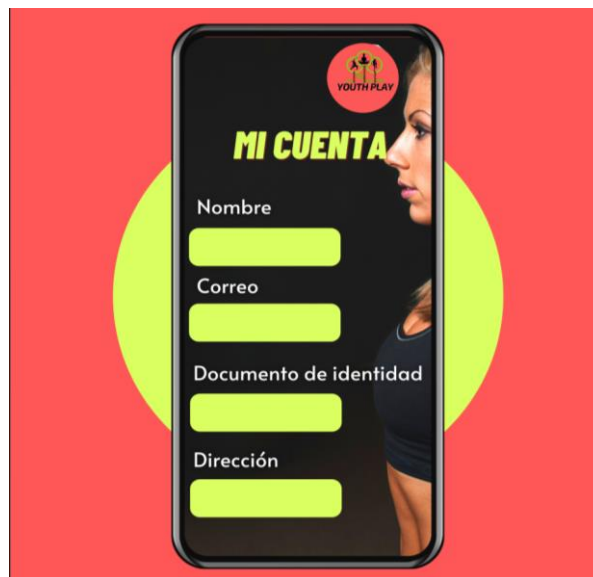 YOUTH PLAY
MI CUENTA
Nombre
Correo
Documento de identidad
Dirección